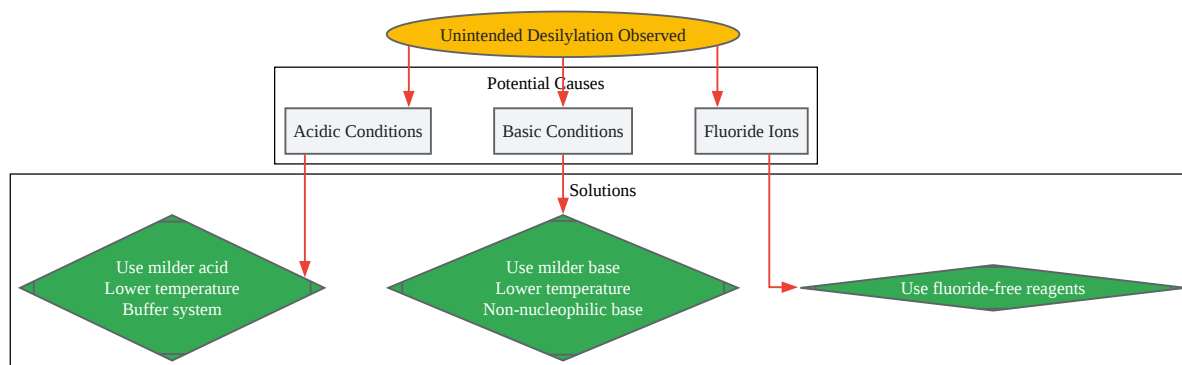 Unintended Desilylation Observed
Potential Causes
Acidic Conditions
Basic Conditions
Fluoride Ions
Solutions
Use milder acid
Lower temperature
Buffer system
Use milder base
Lower temperature
Non-nucleophilic base
Use fluoride-free reagents